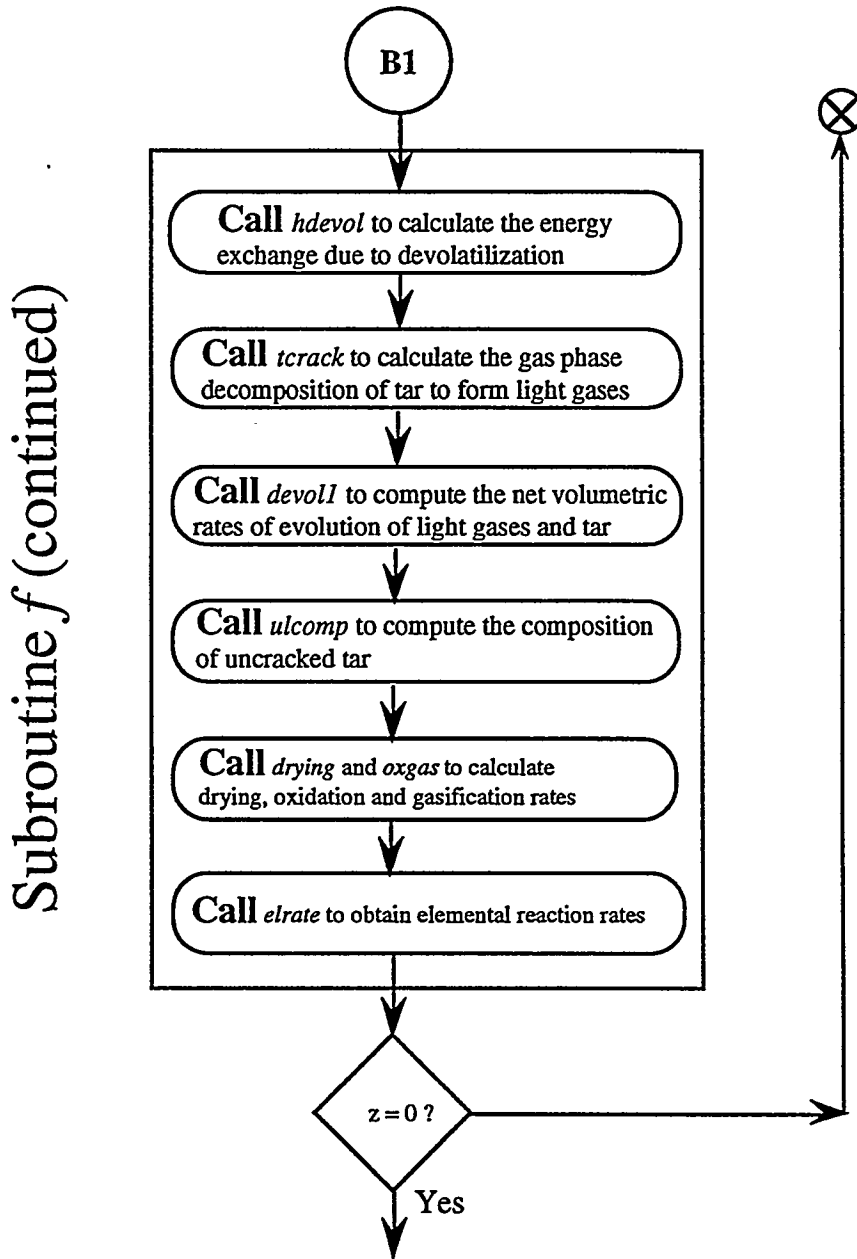 B1
Subroutine f (continued)
Call hdevol to calculate the energy
exchange due to devolatilization
Call tcrack to calculate the gas phase
decomposition of tar to form light gases
Call devol1 to compute the net volumetric
rates of evolution of light gases and tar
Call ulcomp to compute the composition
of uncracked tar
Call drying and oxgas to calculate
drying, oxidation and gasification rates
Call elrate to obtain elemental reaction rates
z = 0 ?
Yes